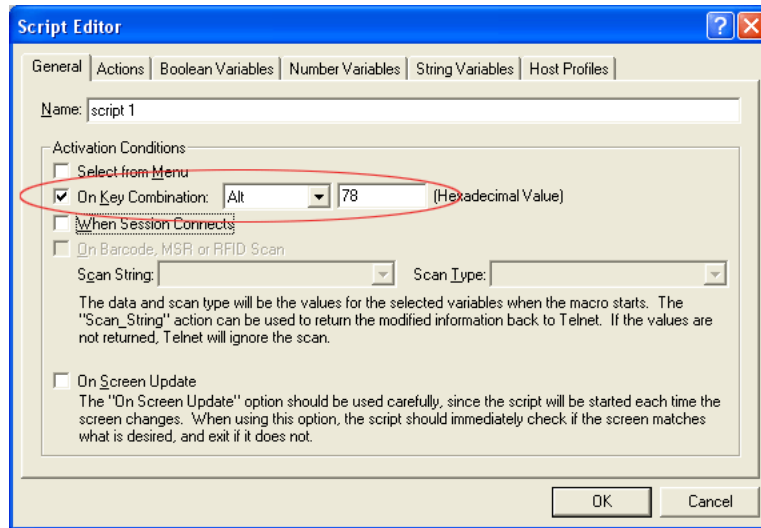 Script Editor
General Actions Boolean Variables Number Variables String Variables Host Profiles
Name: script 1
Activation Conditions
Select from Menu
On Key Combination: Alt 78 (Hexadecimal Value)
When Session Connects
On Barcode, MSR or RFID Scan
Scan String: Scan Type:
The data and scan type will be the values for the selected variables when the macro starts. The
"Scan_String" action can be used to return the modified information back to Telnet. If the values are
not returned, Telnet will ignore the scan.
On Screen Update
The "On Screen Update" option should be used carefully, since the script will be started each time the
screen changes. When using this option, the script should immediately check if the screen matches
what is desired, and exit if it does not.
OK Cancel